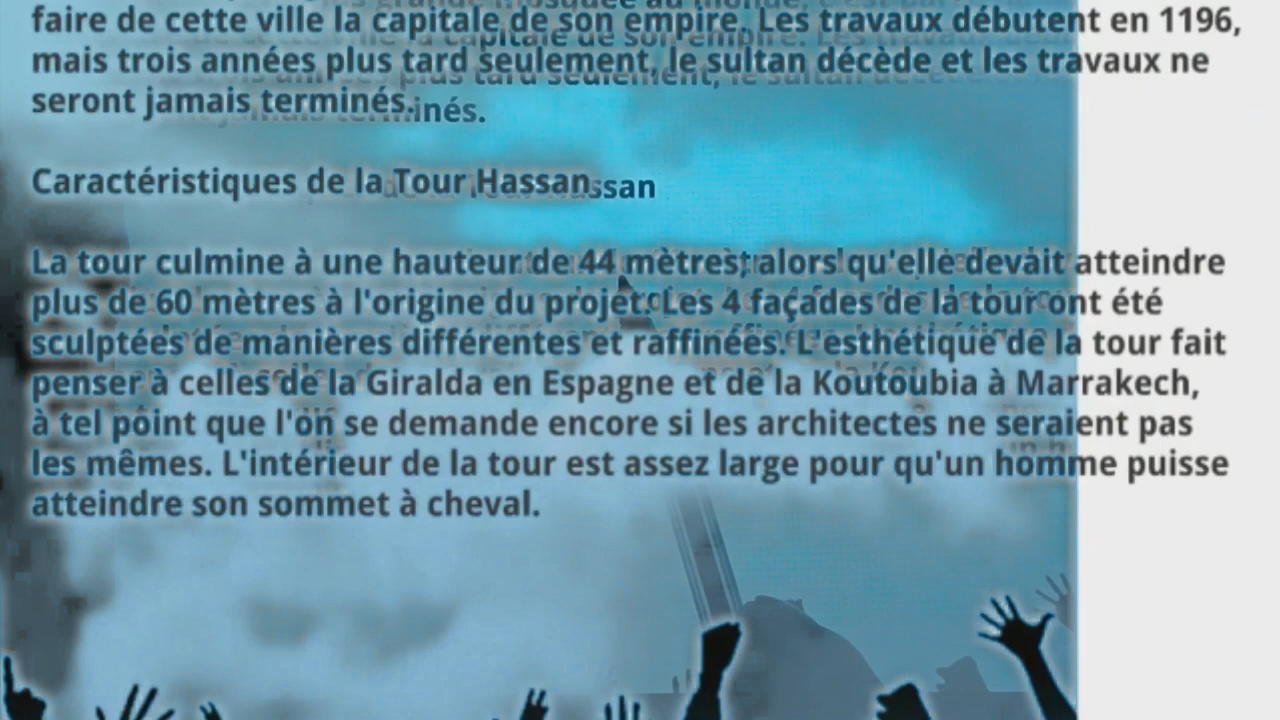 faire de cette ville la capitale de son empire. Les travaux débutent en 1196,
mais trois années plus tard seulement, le sultan décède et les travaux ne
seront jamais terminés.
Caractéristiques de la Tour Hassan
La tour culmine à une hauteur de 44 mètres, alors qu'elle devait atteindre
plus de 60 mètres à l'origine du projet. Les 4 façades de la tour ont été
sculptées de manières différentes et raffinées. L'esthétique de la tour fait
penser à celles de la Giralda en Espagne et de la Koutoubia à Marrakech,
à tel point que l'on se demande encore si les architectes ne seraient pas
les mêmes. L'intérieur de la tour est assez large pour qu'un homme puisse
atteindre son sommet à cheval.